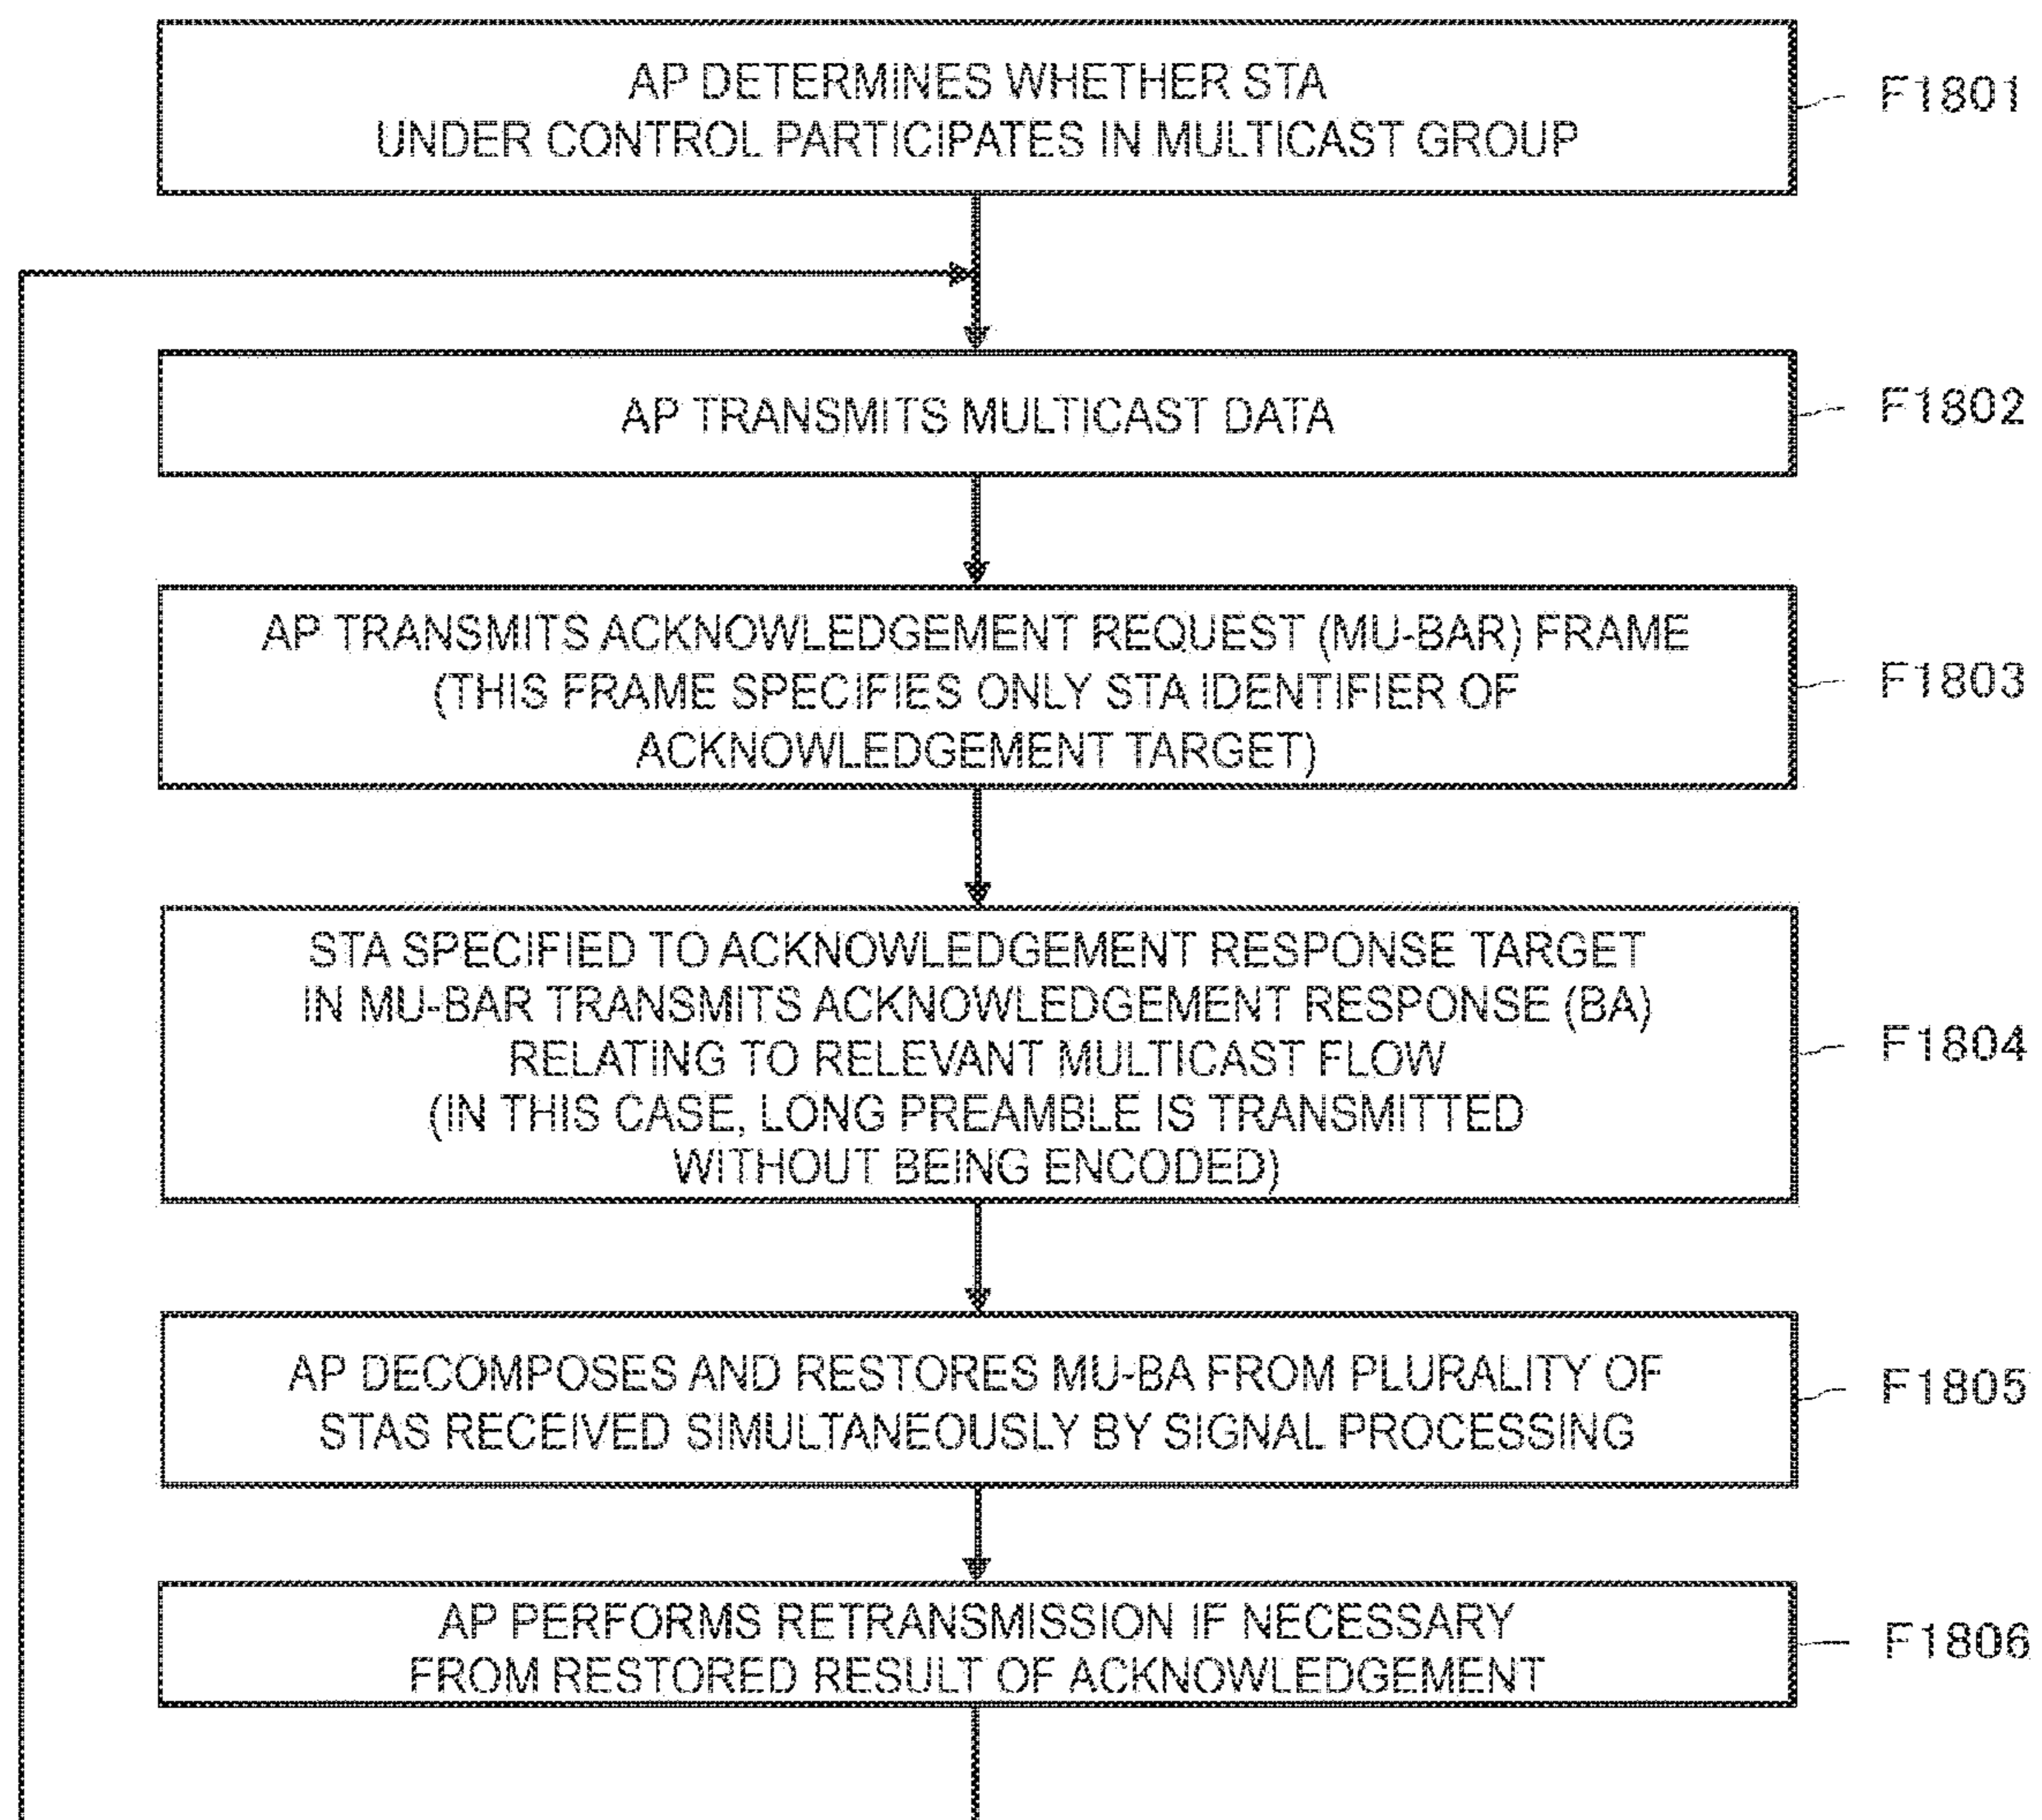 AP DETERMINES WHETHER STA
UNDER CONTROL PARTICIPATES IN MULTICAST GROUP
F1801
AP TRANSMITS MULTICAST DATA
F1802
AP TRANSMITS ACKNOWLEDGEMENT REQUEST (MU-BAR) FRAME
(THIS FRAME SPECIFIES ONLY STA IDENTIFIER OF
ACKNOWLEDGEMENT TARGET)
F1803
STA SPECIFIED TO ACKNOWLEDGEMENT RESPONSE TARGET
IN MU-BAR TRANSMITS ACKNOWLEDGEMENT RESPONSE (BA)
RELATING TO RELEVANT MULTICAST FLOW
(IN THIS CASE, LONG PREAMBLE IS TRANSMITTED
WITHOUT BEING ENCODED)
F1804
AP DECOMPOSES AND RESTORES MU-BA FROM PLURALITY OF
STAS RECEIVED SIMULTANEOUSLY BY SIGNAL PROCESSING
F1805
AP PERFORMS RETRANSMISSION IF NECESSARY
FROM RESTORED RESULT OF ACKNOWLEDGEMENT
F1806